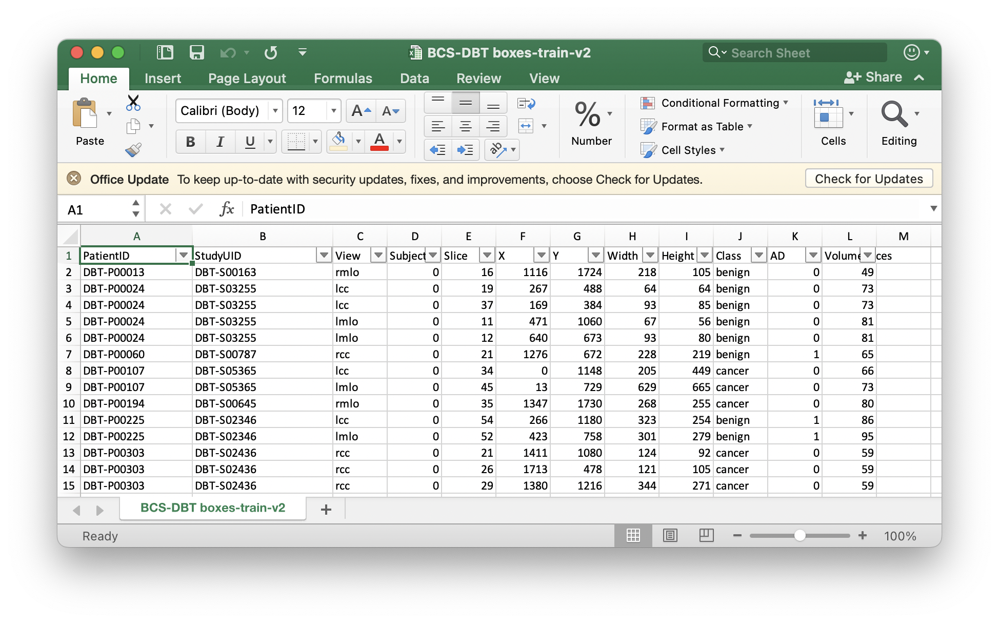 BCS-DBT boxes-train-v2 Search Sheet
Home Insert Page Layout Formulas Data Review View Share
Calibri (Body) 12 A A Conditional Formatting
% Format as Table
Paste B I U A ab Number Cell Styles Cells Editing
Office Update To keep up-to-date with security updates, fixes, and improvements, choose Check for Updates. Check for Updates
A1 fx PatientID
A B C D E F G H I J K L M
1 PatientID StudyUID View Subject Slice X Y Width Height Class AD Volume ces
2 DBT-P00013 DBT-S00163 rmlo 0 16 1116 1724 218 105 benign 0 49
3 DBT-P00024 DBT-S03255 lcc 0 19 267 488 64 64 benign 0 73
4 DBT-P00024 DBT-S03255 lcc 0 37 169 384 93 85 benign 0 73
5 DBT-P00024 DBT-S03255 lmlo 0 11 471 1060 67 56 benign 0 81
6 DBT-P00024 DBT-S03255 lmlo 0 12 640 673 93 80 benign 0 81
7 DBT-P00060 DBT-S00787 rcc 0 21 1276 672 228 219 benign 1 65
8 DBT-P00107 DBT-S05365 lcc 0 34 0 1148 205 449 cancer 0 66
9 DBT-P00107 DBT-S05365 lmlo 0 45 13 729 629 665 cancer 0 73
10 DBT-P00194 DBT-S00645 rmlo 0 35 1347 1730 268 255 cancer 0 80
11 DBT-P00225 DBT-S02346 lcc 0 54 266 1180 323 254 benign 1 86
12 DBT-P00225 DBT-S02346 lmlo 0 52 423 758 301 279 benign 1 95
13 DBT-P00303 DBT-S02436 rcc 0 21 1411 1080 124 92 cancer 0 59
14 DBT-P00303 DBT-S02436 rcc 0 26 1713 478 121 105 cancer 0 59
15 DBT-P00303 DBT-S02436 rcc 0 29 1380 1216 344 271 cancer 0 59
BCS-DBT boxes-train-v2
Ready 100%